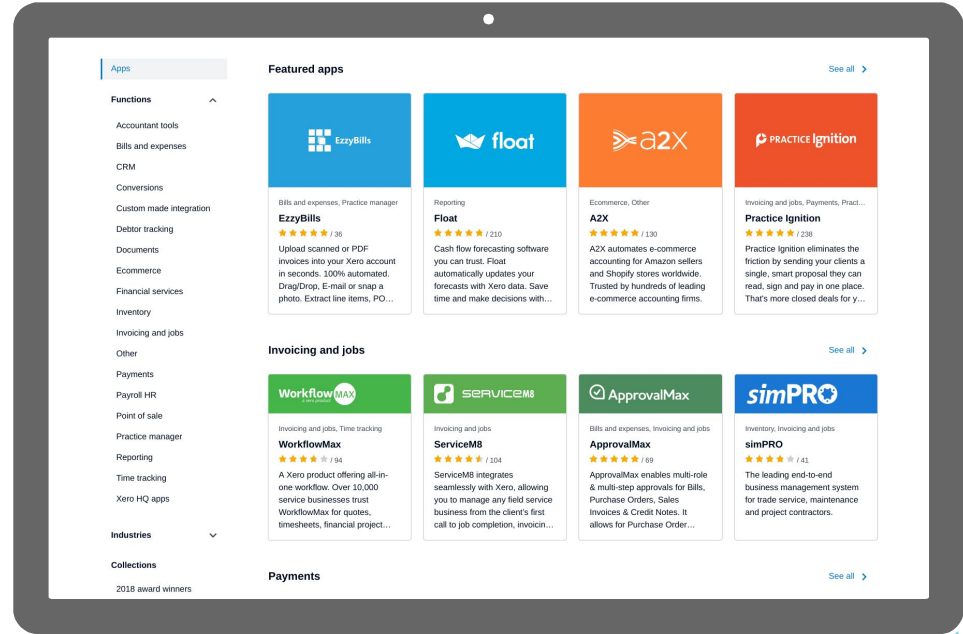 Apps
Functions
Accountant tools
Bills and expenses
CRM
Conversions
Custom made integration
Debtor tracking
Documents
Ecommerce
Financial services
Inventory
Invoicing and jobs
Other
Payments
Payroll HR
Point of sale
Practice manager
Reporting
Time tracking
Xero HQ apps
Industries
Collections
2018 award winners
Featured apps
See all
EzzyBills
Bills and expenses, Practice manager
EzzyBills
/ 36
Upload scanned or PDF
invoices into your Xero account
in seconds. 100% automated.
Drag/Drop, E-mail or snap a
photo. Extract line items, PO…
float
Reporting
Float
/ 210
Cash flow forecasting software
you can trust. Float
automatically updates your
forecasts with Xero data. Save
time and make decisions with…
a2x
Ecommerce, Other
A2X
/ 130
A2X automates e-commerce
accounting for Amazon sellers
and Shopify stores worldwide.
Trusted by hundreds of leading
e-commerce accounting firms.
PRACTICE Ignition
Invoicing and jobs, Payments, Pract…
Practice Ignition
/ 238
Practice Ignition eliminates the
friction by sending your clients a
single, smart proposal they can
read, sign and pay in one place.
That's more closed deals for y…
Invoicing and jobs
See all
WorkflowMAX
a xero product
Invoicing and jobs, Time tracking
WorkflowMax
/ 94
A Xero product offering all-in-
one workflow. Over 10,000
service businesses trust
WorkflowMax for quotes,
timesheets, financial project…
SERVICEM8
Invoicing and jobs
ServiceM8
/ 104
ServiceM8 integrates
seamlessly with Xero, allowing
you to manage any field service
business from the client's first
call to job completion, invoicin…
ApprovalMax
Bills and expenses, Invoicing and jobs
ApprovalMax
/ 69
ApprovalMax enables multi-role
& multi-step approvals for Bills,
Purchase Orders, Sales
Invoices & Credit Notes. It
allows for Purchase Order…
simPRO
Inventory, Invoicing and jobs
simPRO
/ 41
The leading end-to-end
business management system
for trade service, maintenance
and project contractors.
Payments
See all